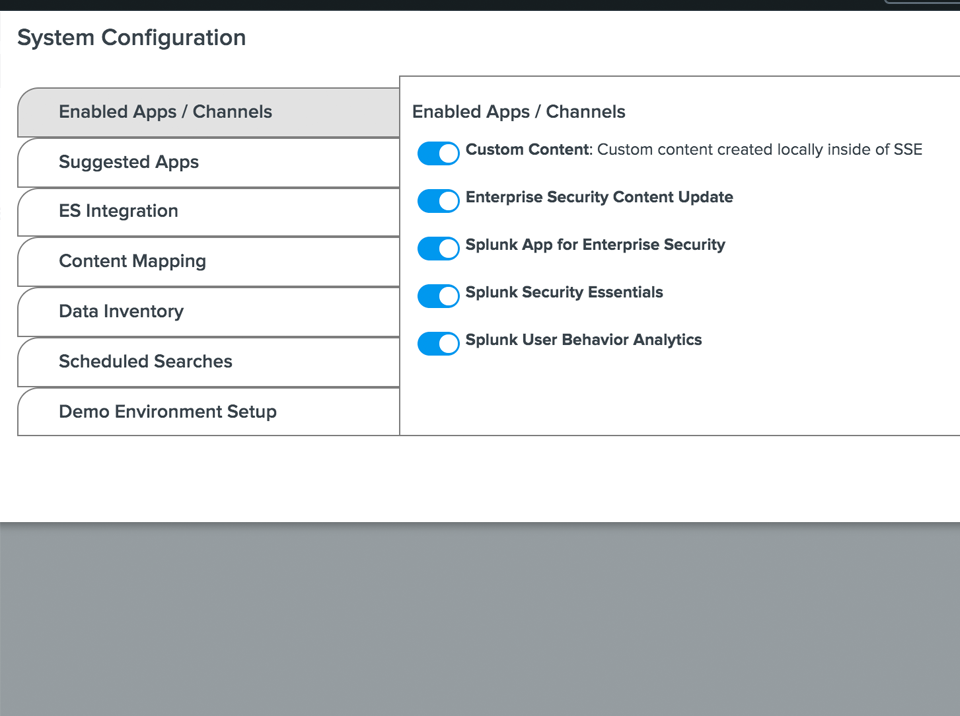 System Configuration
Enabled Apps / Channels
Suggested Apps
ES Integration
Content Mapping
Data Inventory
Scheduled Searches
Demo Environment Setup
Enabled Apps / Channels
Custom Content: Custom content created locally inside of SSE
Enterprise Security Content Update
Splunk App for Enterprise Security
Splunk Security Essentials
Splunk User Behavior Analytics